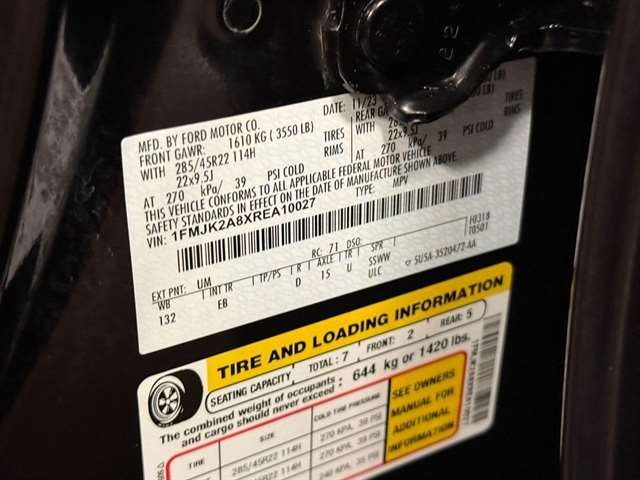 MFD. BY FORD MOTOR CO.
DATE: 11/23
FRONT GAWR: 1610 KG ( 3550 LB)
REAR GAWR
LB)
WITH 285/45R22 114H TIRES
WITH
TIRES
22x9.5J RIMS
22x9.5J
RIMS
AT 270 kPa/ 39 PSI COLD
AT 270 kPa/ 39 PSI COLD
THIS VEHICLE CONFORMS TO ALL APPLICABLE FEDERAL MOTOR VEHICLE
SAFETY STANDARDS IN EFFECT ON THE DATE OF MANUFACTURE SHOWN ABOVE.
VIN: 1FMJK2A8XREA10027
TYPE: MPV
H0318
T0501
EXT PNT: UM RC: 71 DSO:
WB INT TR TP/PS R AXLE TR SPR
132 EB D 15 U SSWW
ULC
5U5A-3520472-AA
TIRE AND LOADING INFORMATION
SEATING CAPACITY, TOTAL: 7 FRONT: 2 REAR: 5
The combined weight of occupants
and cargo should never exceed : 644 kg or 1420 lbs.
TIRE SIZE COLD TIRE PRESSURE
285/45R22 114H 270 KPA, 39 PSI
285/45R22 114H 270 KPA, 39 PSI
SEE OWNERS
MANUAL FOR
ADDITIONAL
INFORMATION